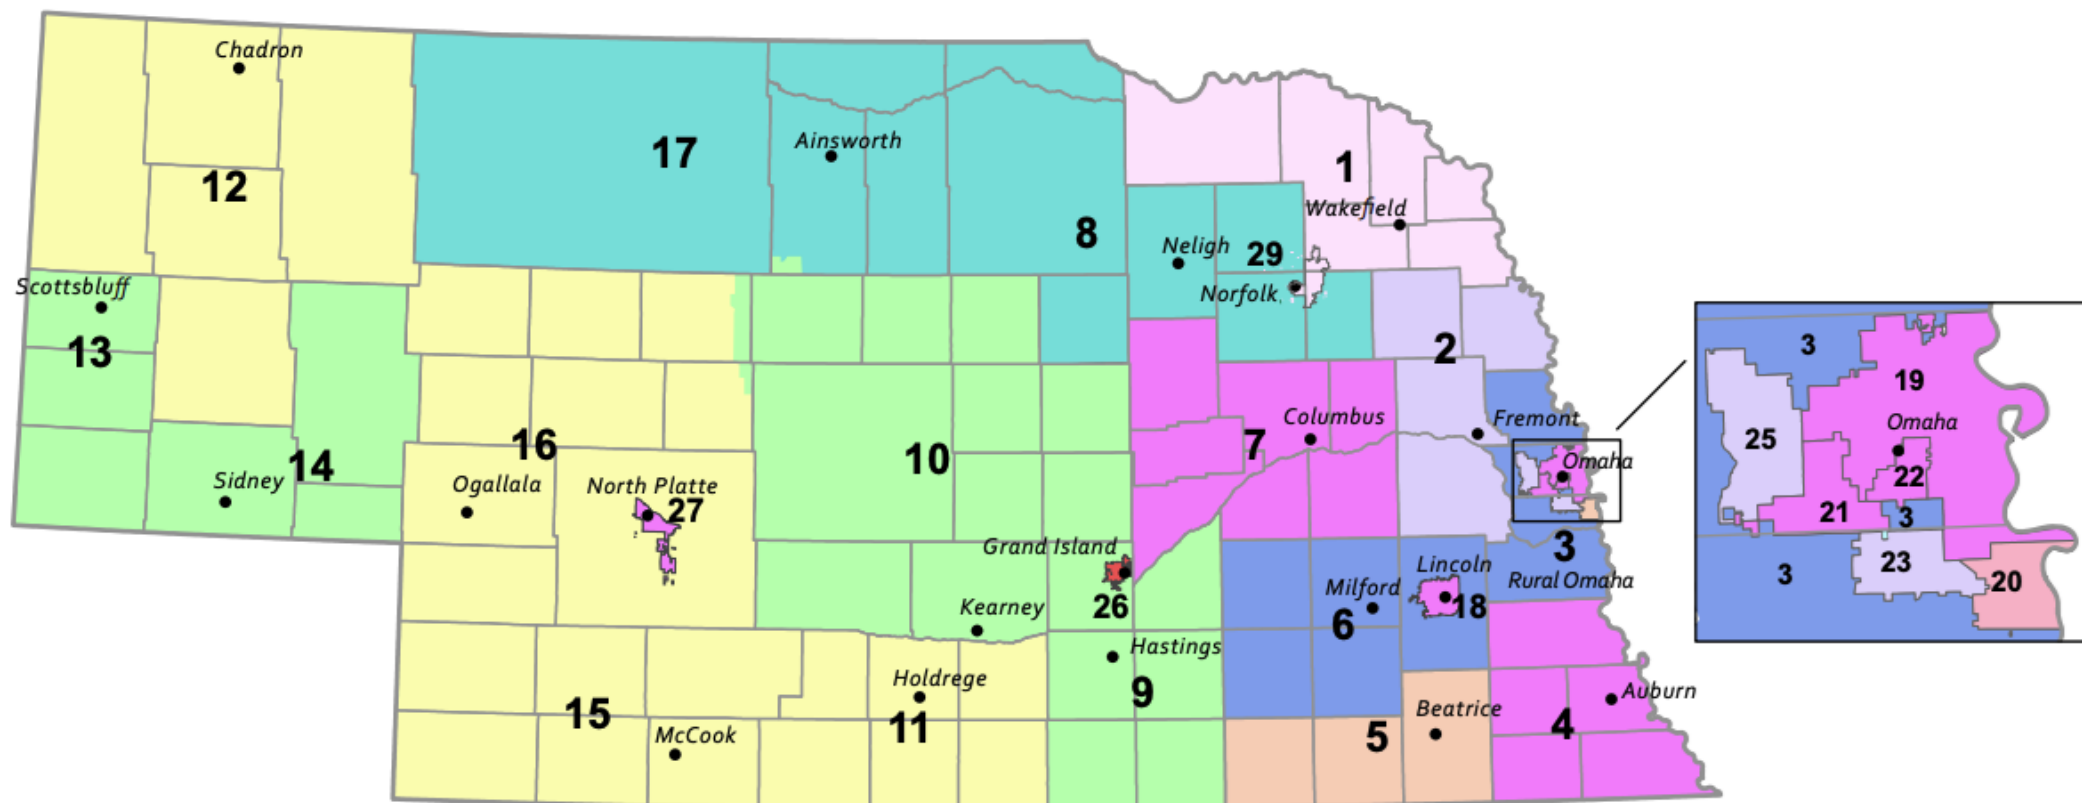 Chadron
12
17
Ainsworth
8
1
Wakefield
Neligh
29
Norfolk
Scottsbluff
13
2
14
Sidney
16
Ogallala
North Platte
27
10
7
Columbus
Fremont
Omaha
3
Rural Omaha
Grand Island
26
Kearney
Lincoln
Milford
18
6
Hastings
9
Holdrege
11
15
McCook
Beatrice
5
Auburn
4
3
19
25
Omaha
22
21
3
23
3
20